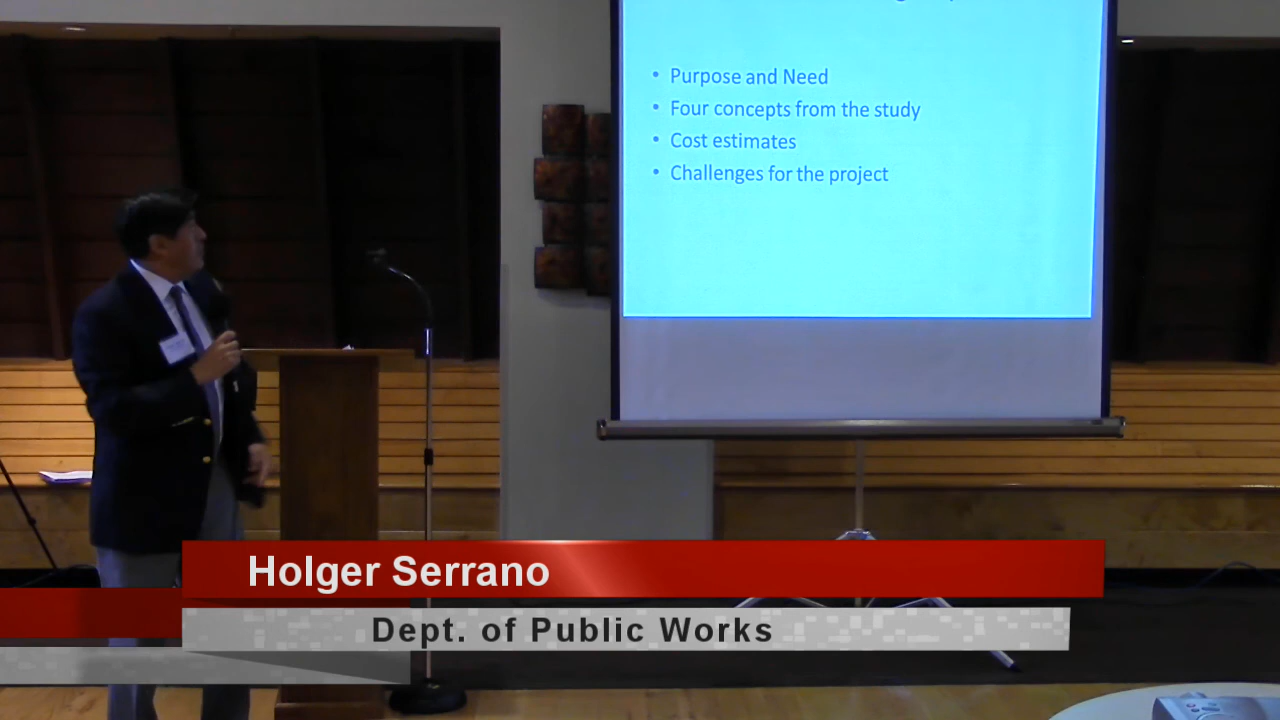 • Purpose and Need
• Four concepts from the study
• Cost estimates
• Challenges for the project
Holger Serrano
Dept. of Public Works